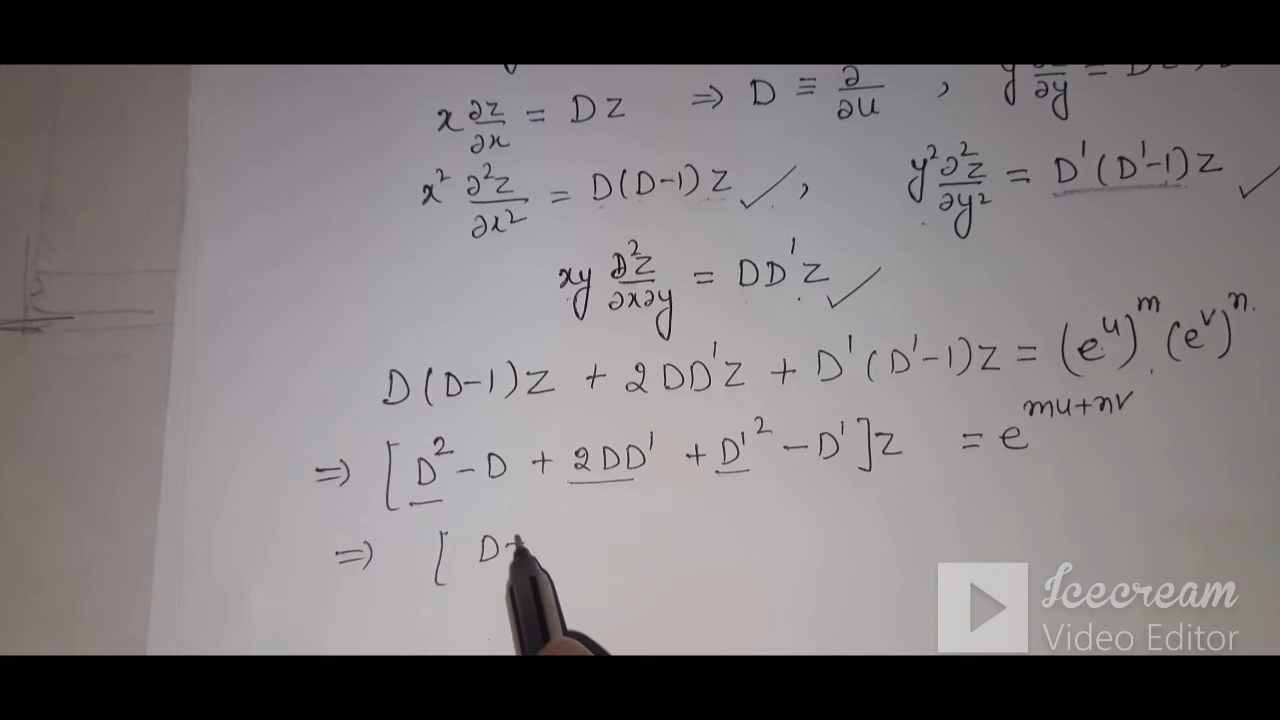 x ∂z/∂x = Dz ⇒ D ≡ ∂/∂u , y ∂z/∂y =
x² ∂²z/∂x² = D(D-1)z ✓, y² ∂²z/∂y² = D'(D'-1)z ✓
xy ∂²z/∂x∂y = DD'z ✓
D(D-1)z + 2DD'z + D'(D'-1)z = (e^u)^m . (e^v)^n.
⇒ [D² - D + 2DD' + D'² - D']z = e^(mu+nv)
⇒ [ D+
Icecream
Video Editor